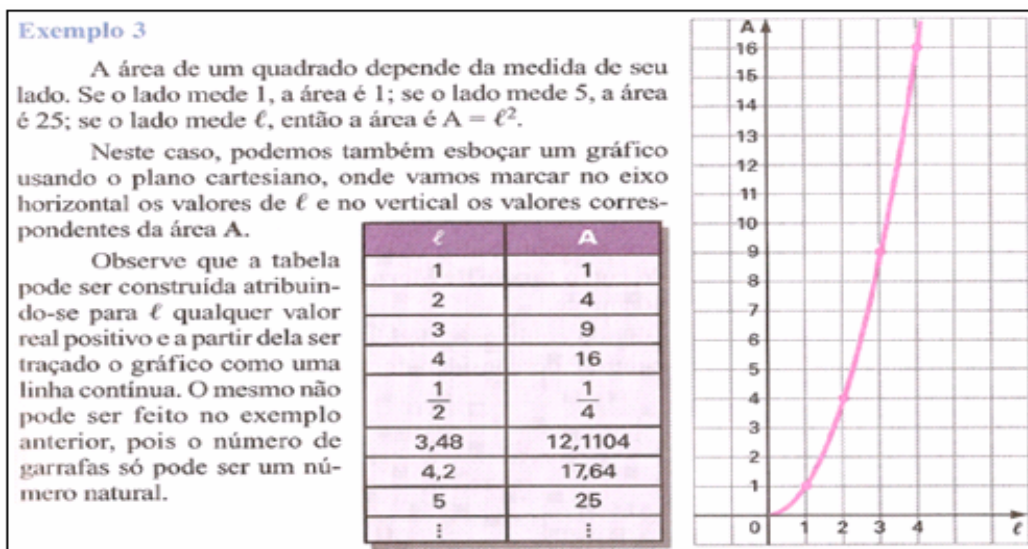 Exemplo 3
A área de um quadrado depende da medida de seu
lado. Se o lado mede 1, a área é 1; se o lado mede 5, a área
é 25; se o lado mede ℓ, então a área é A = ℓ².
Neste caso, podemos também esboçar um gráfico
usando o plano cartesiano, onde vamos marcar no eixo
horizontal os valores de ℓ e no vertical os valores corres-
pondentes da área A.
Observe que a tabela
pode ser construída atribuin-
do-se para ℓ qualquer valor
real positivo e a partir dela ser
traçado o gráfico como uma
linha contínua. O mesmo não
pode ser feito no exemplo
anterior, pois o número de
garrafas só pode ser um nú-
mero natural.
ℓ A
1 1
2 4
3 9
4 16
1/2 1/4
3,48 12,1104
4,2 17,64
5 25
⋮ ⋮
A
16
15
14
13
12
11
10
9
8
7
6
5
4
3
2
1
0 1 2 3 4 ℓ